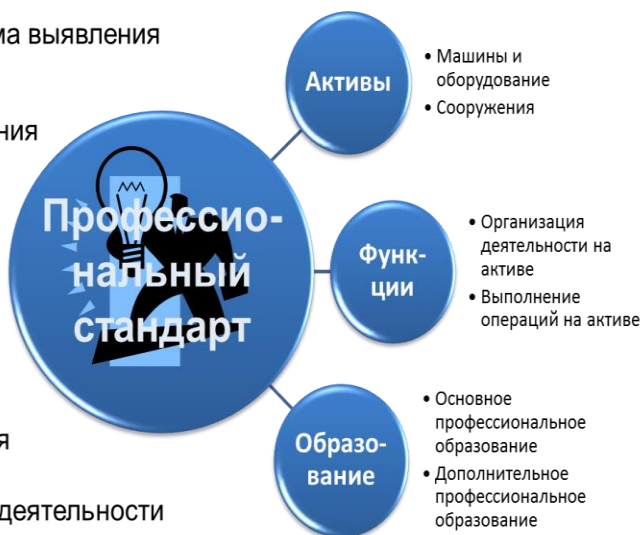 ма выявления
ния
я
деятельности
Профессио-
нальный
стандарт
Активы
• Машины и
оборудование
• Сооружения
Функ-
ции
• Организация
деятельности на
активе
• Выполнение
операций на активе
Образо-
вание
• Основное
профессиональное
образование
• Дополнительное
профессиональное
образование